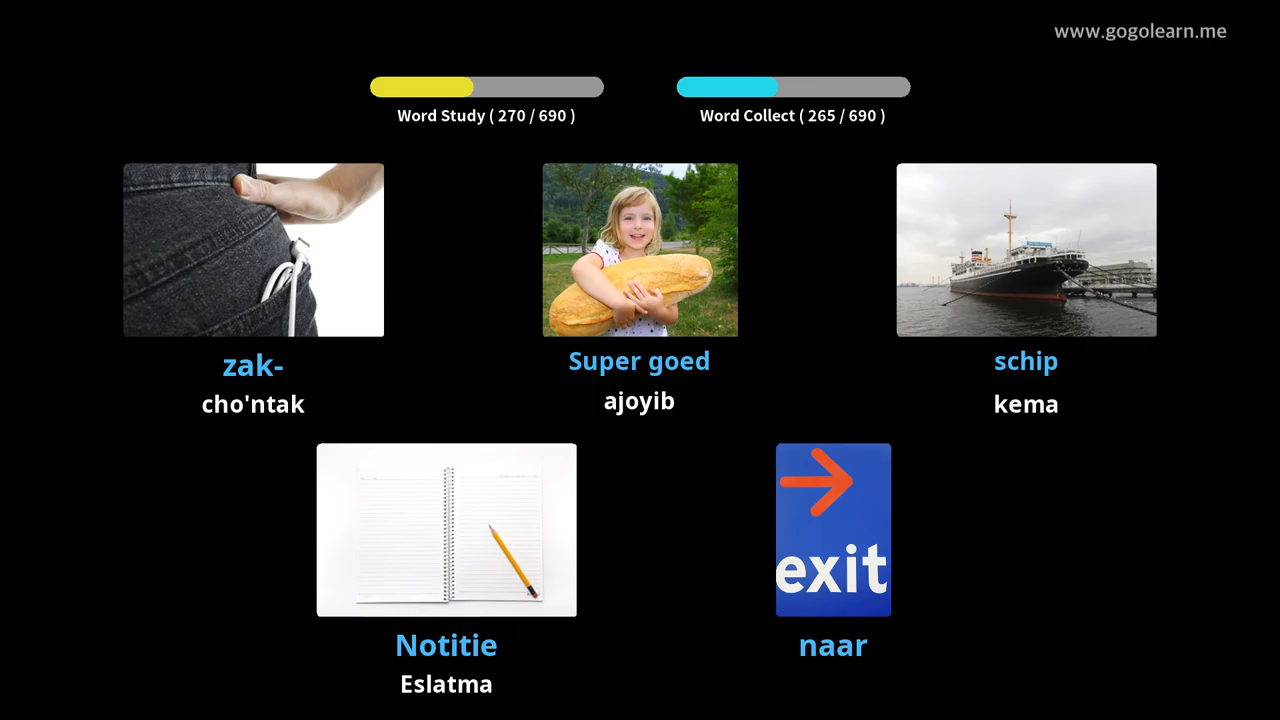 www.gogolearn.me
Word Study ( 270 / 690 )
Word Collect ( 265 / 690 )
zak-
cho'ntak
Super goed
ajoyib
schip
kema
exit
Notitie
Eslatma
naar